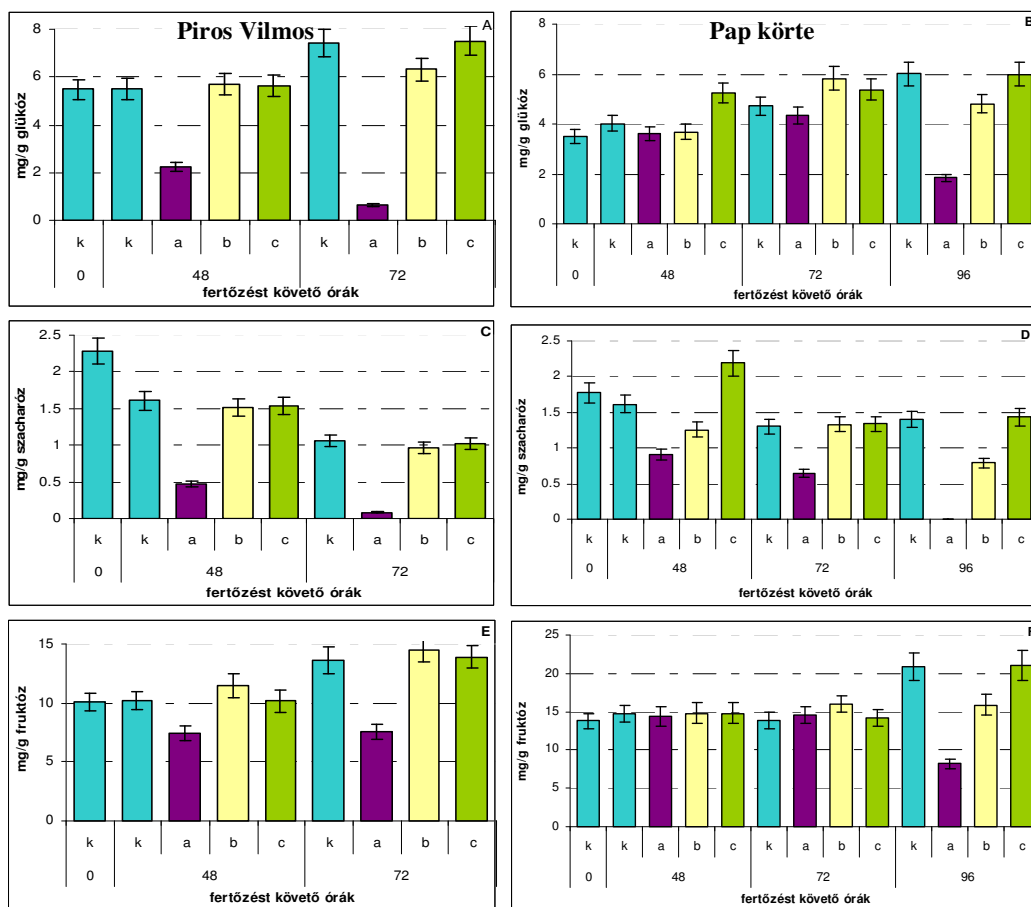 Piros Vilmos
A
mg/g glükóz
8
6
4
2
0
k k a b c k a b c
0 48 72
fertőzést követő órák
Pap körte
B
mg/g glükóz
8
6
4
2
0
k k a b c k a b c k a b c
0 48 72 96
fertőzést követő órák
C
mg/g szacharóz
2.5
2
1.5
1
0.5
0
k k a b c k a b c
0 48 72
fertőzést követő órák
D
mg/g szacharóz
2.5
2
1.5
1
0.5
0
k k a b c k a b c k a b c
0 48 72 96
fertőzést követő órák
E
mg/g fruktóz
15
10
5
0
k k a b c k a b c
0 48 72
fertőzést követő órák
F
mg/g fruktóz
25
20
15
10
5
0
k k a b c k a b c k a b c
0 48 72 96
fertőzést követő órák